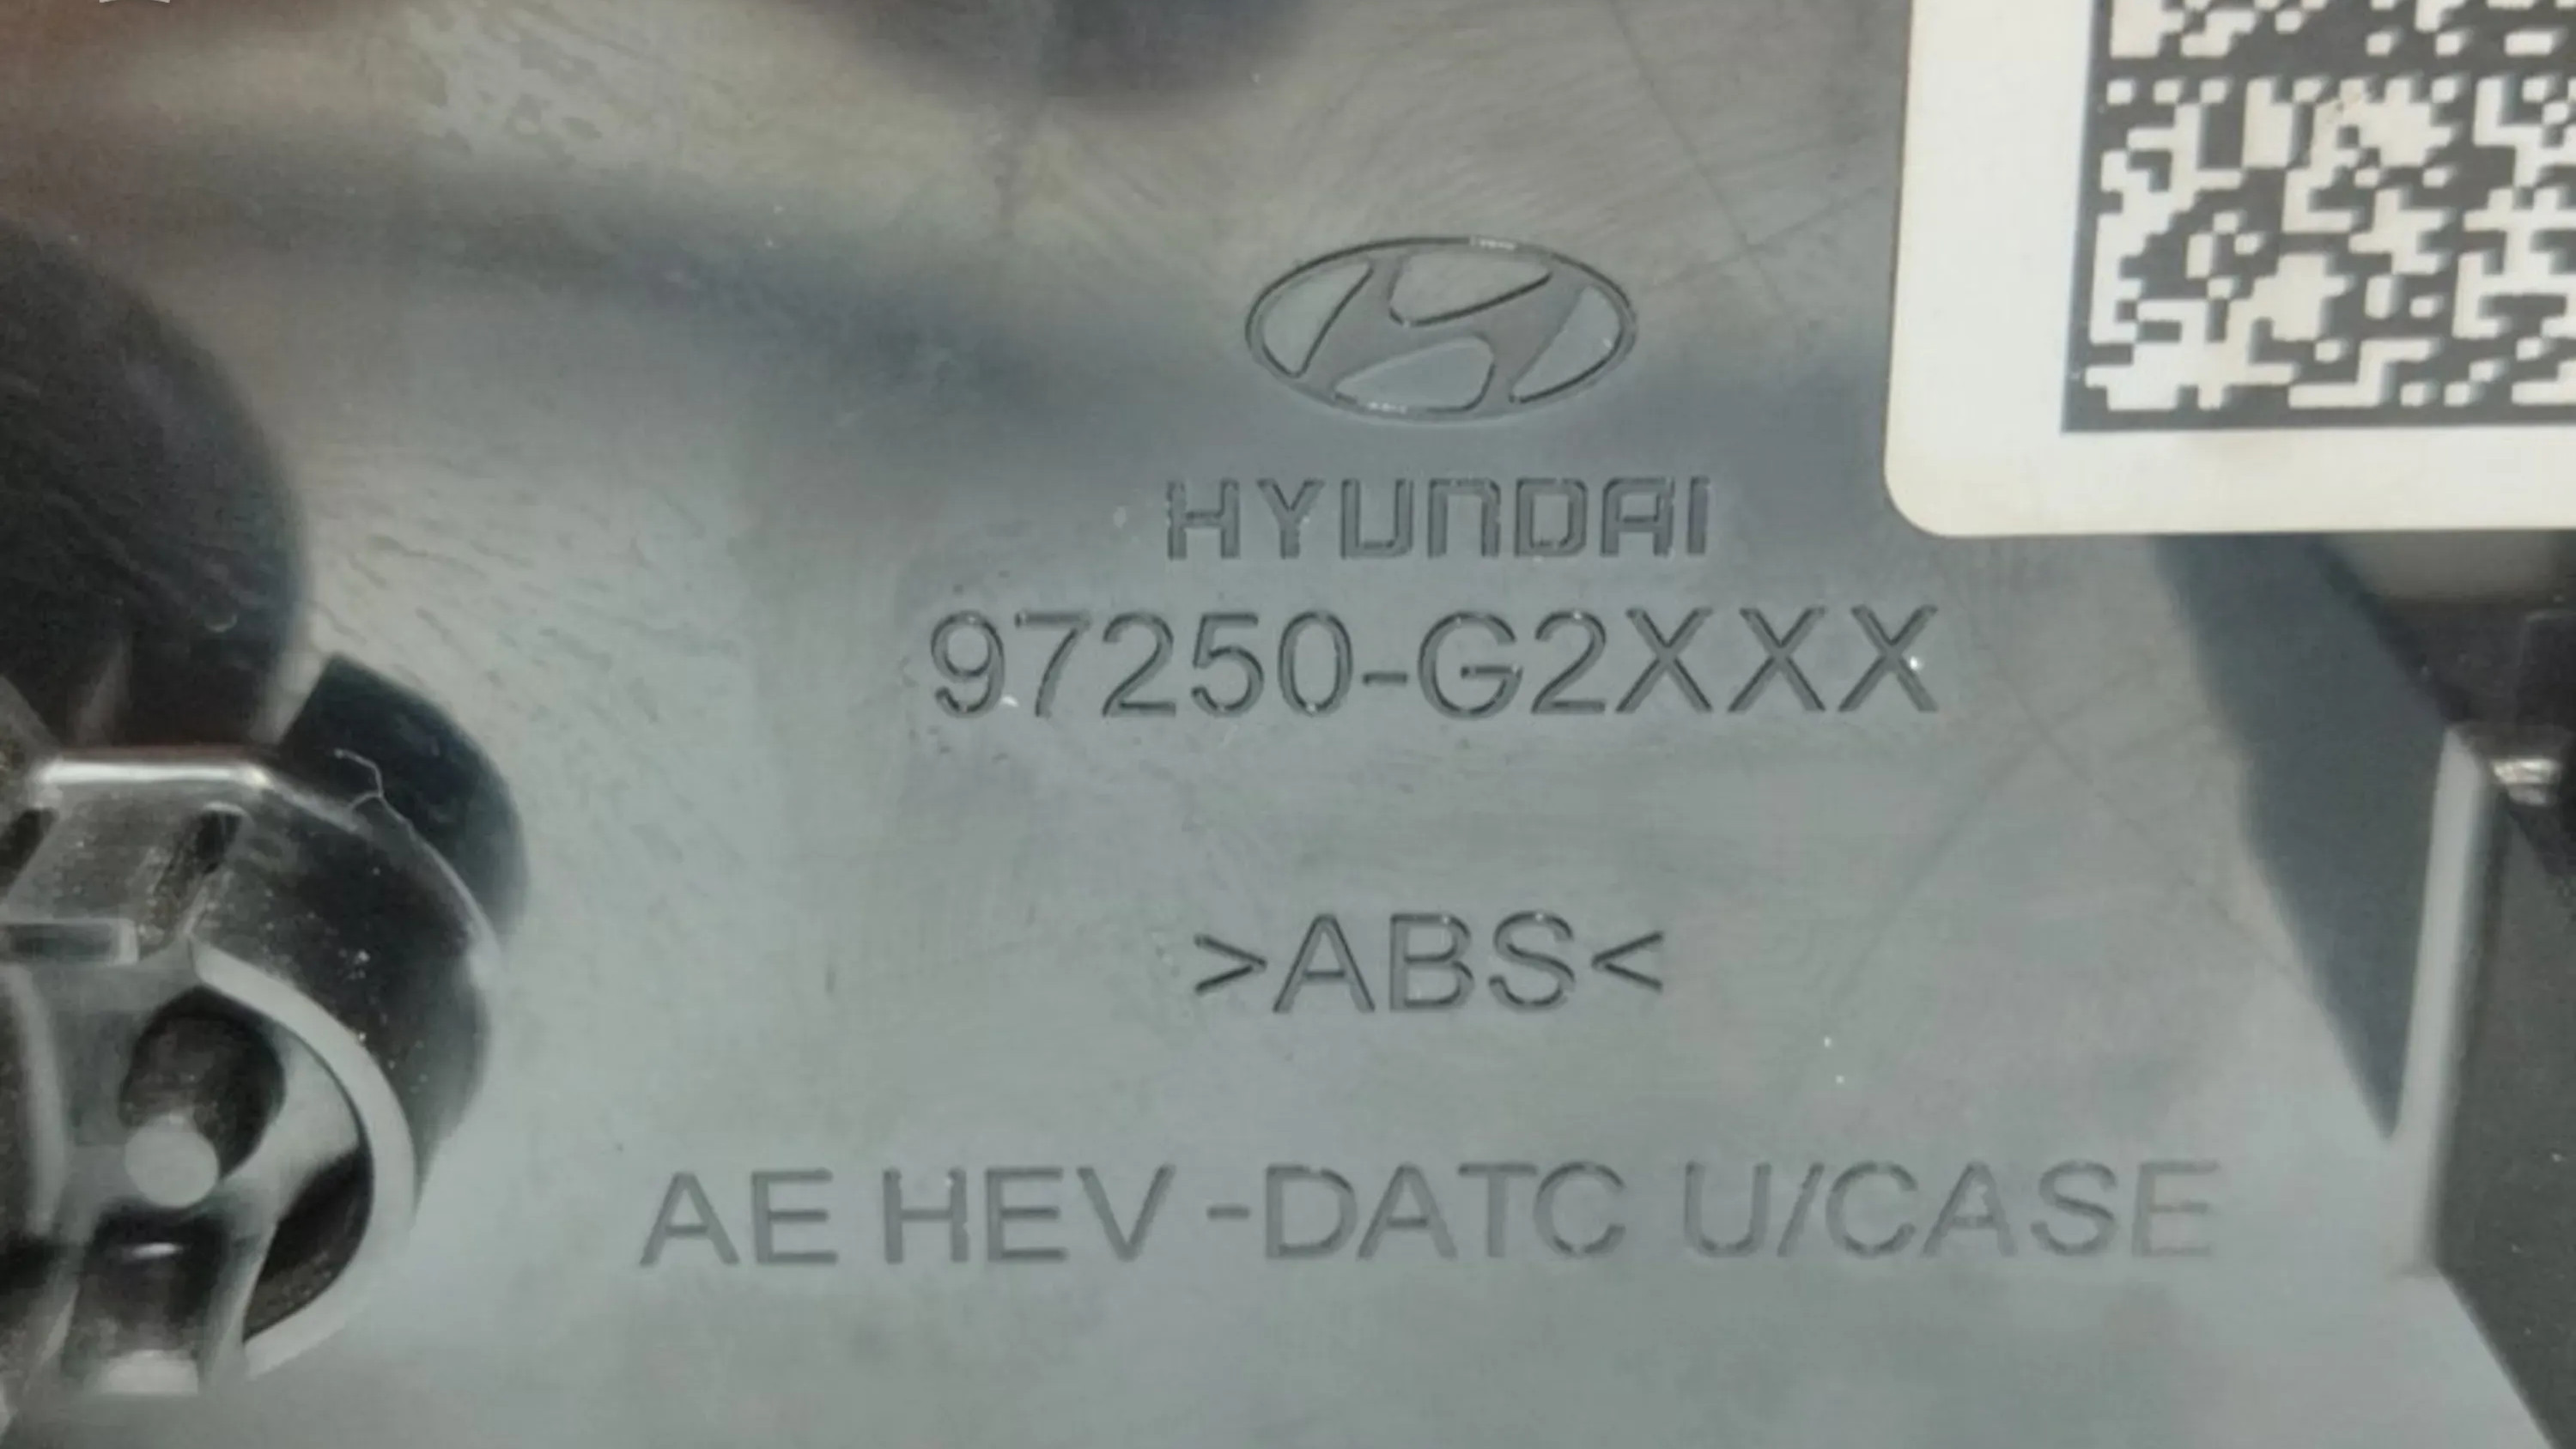 HYUNDAI
97250-G2XXX
>ABS<
AE HEV -DATC U/CASE